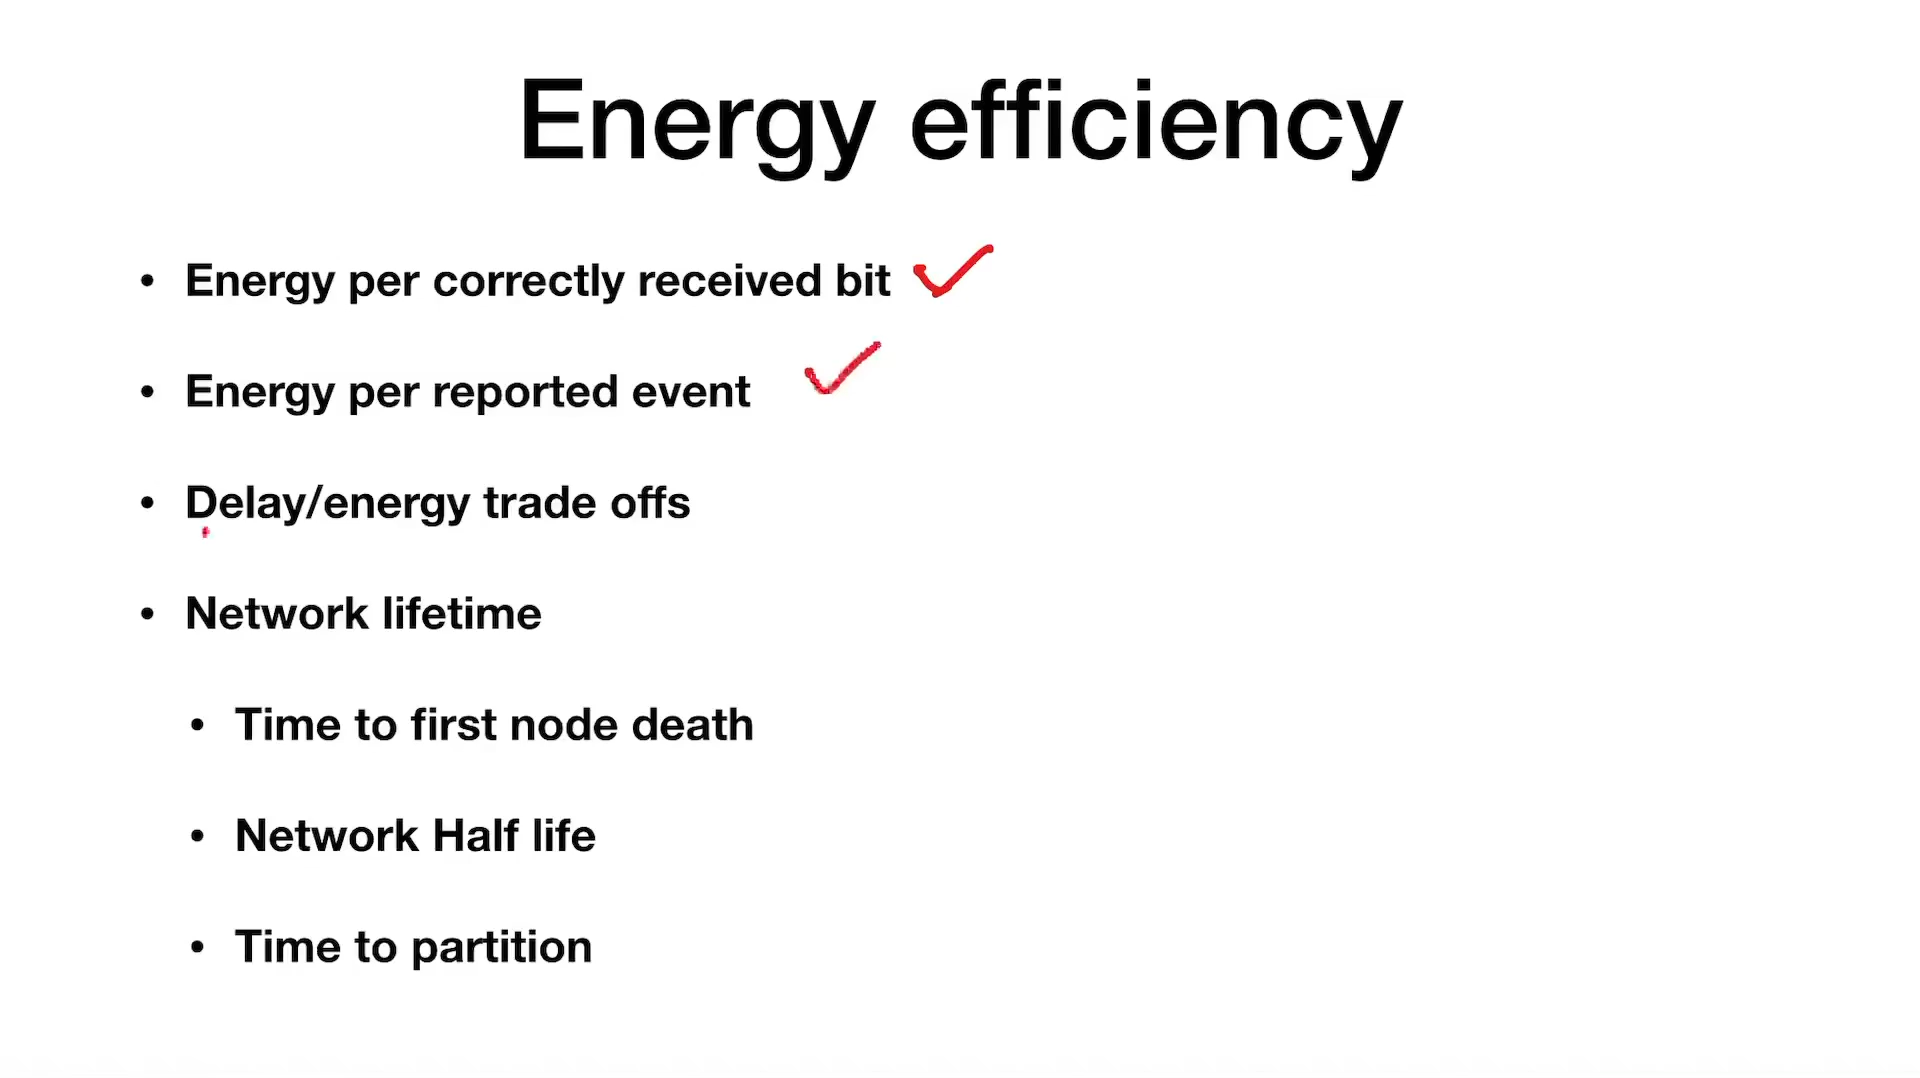 Energy efficiency
• Energy per correctly received bit
• Energy per reported event
• Delay/energy trade offs
• Network lifetime
• Time to first node death
• Network Half life
• Time to partition